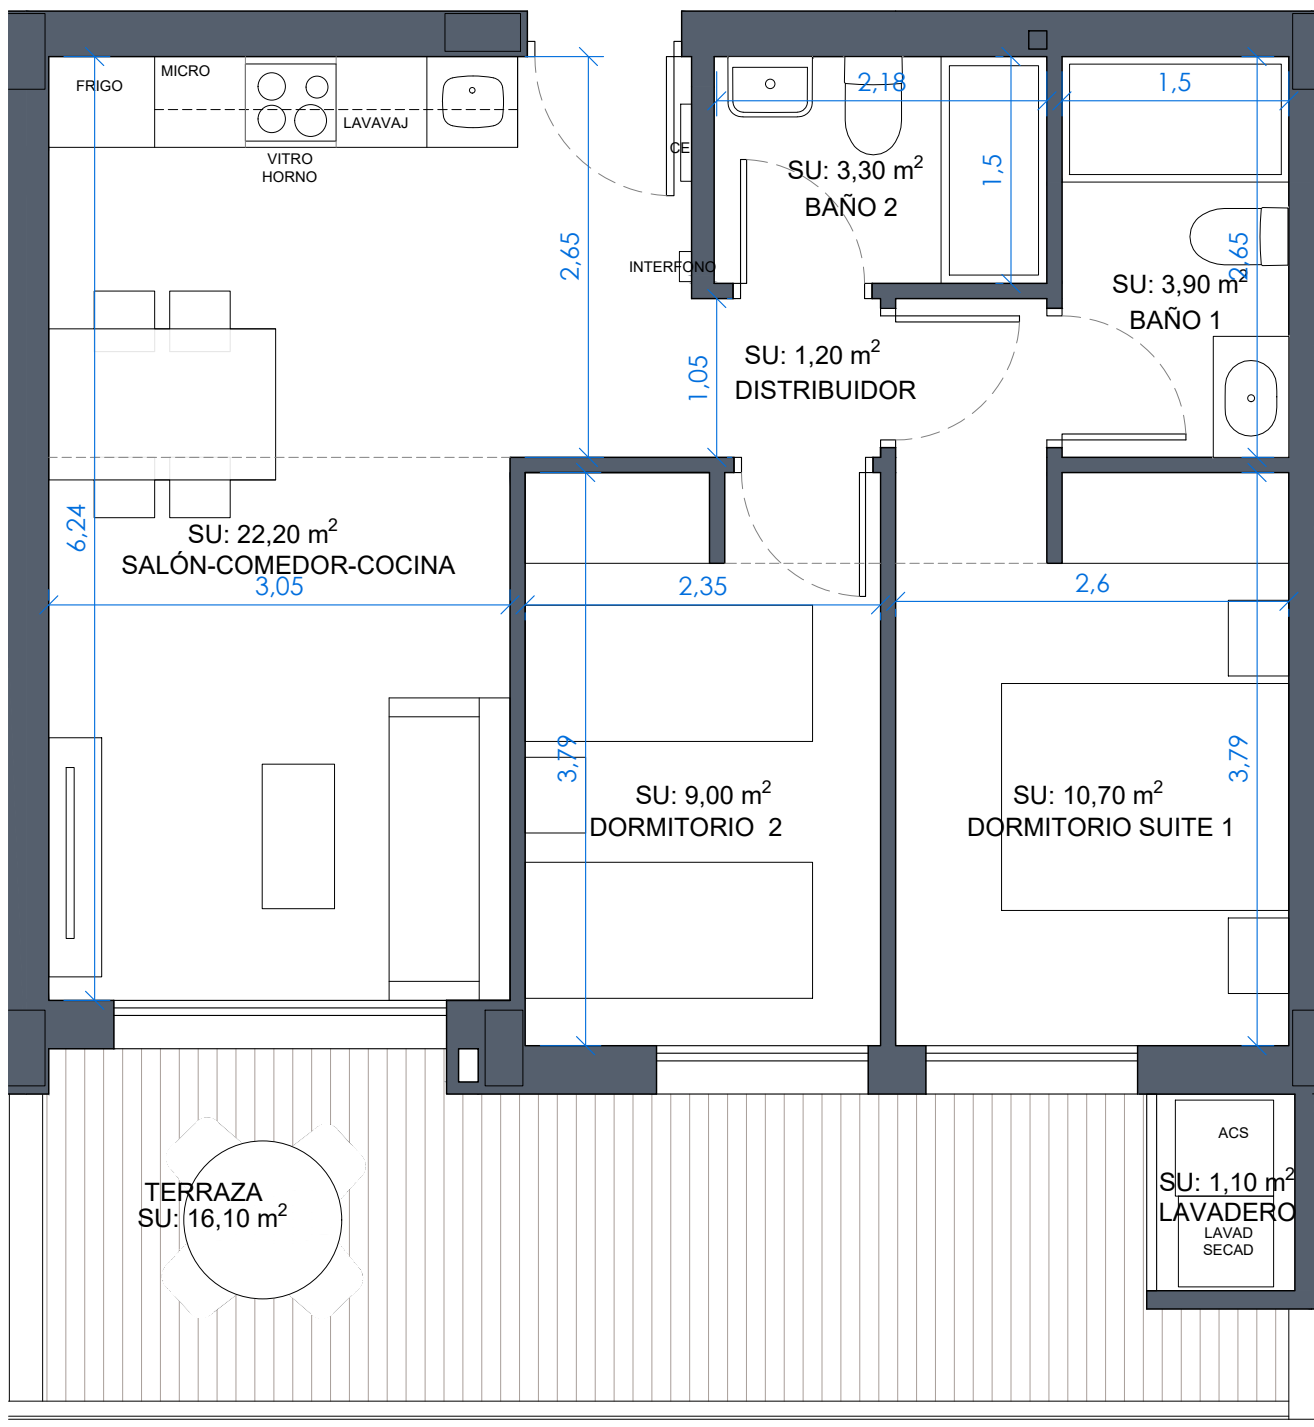 FRIGO
MICRO
VITRO
HORNO
LAVAVAJ
CE
INTERFONO
2,65
2,18
1,5
SU: 3,30 m²
BAÑO 2
1,5
2,65
SU: 3,90 m²
BAÑO 1
SU: 1,20 m²
DISTRIBUIDOR
1,05
6,24
SU: 22,20 m²
SALÓN-COMEDOR-COCINA
3,05
2,35
2,6
3,79
SU: 9,00 m²
DORMITORIO 2
3,79
SU: 10,70 m²
DORMITORIO SUITE 1
TERRAZA
SU: 16,10 m²
ACS
SU: 1,10 m²
LAVADERO
LAVAD
SECAD